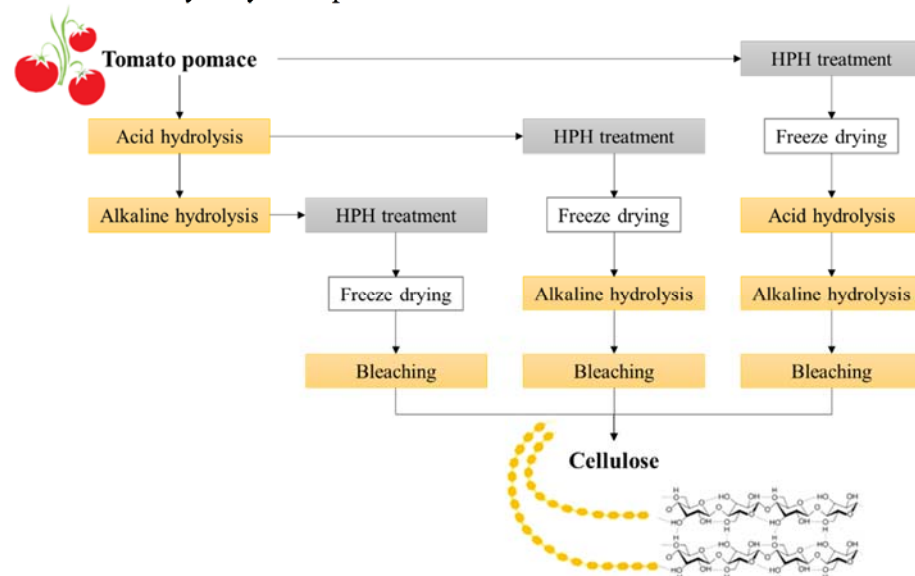 Tomato pomace
HPH treatment
Acid hydrolysis
HPH treatment
Freeze drying
Alkaline hydrolysis
HPH treatment
Freeze drying
Acid hydrolysis
Freeze drying
Alkaline hydrolysis
Alkaline hydrolysis
Bleaching
Bleaching
Bleaching
Cellulose